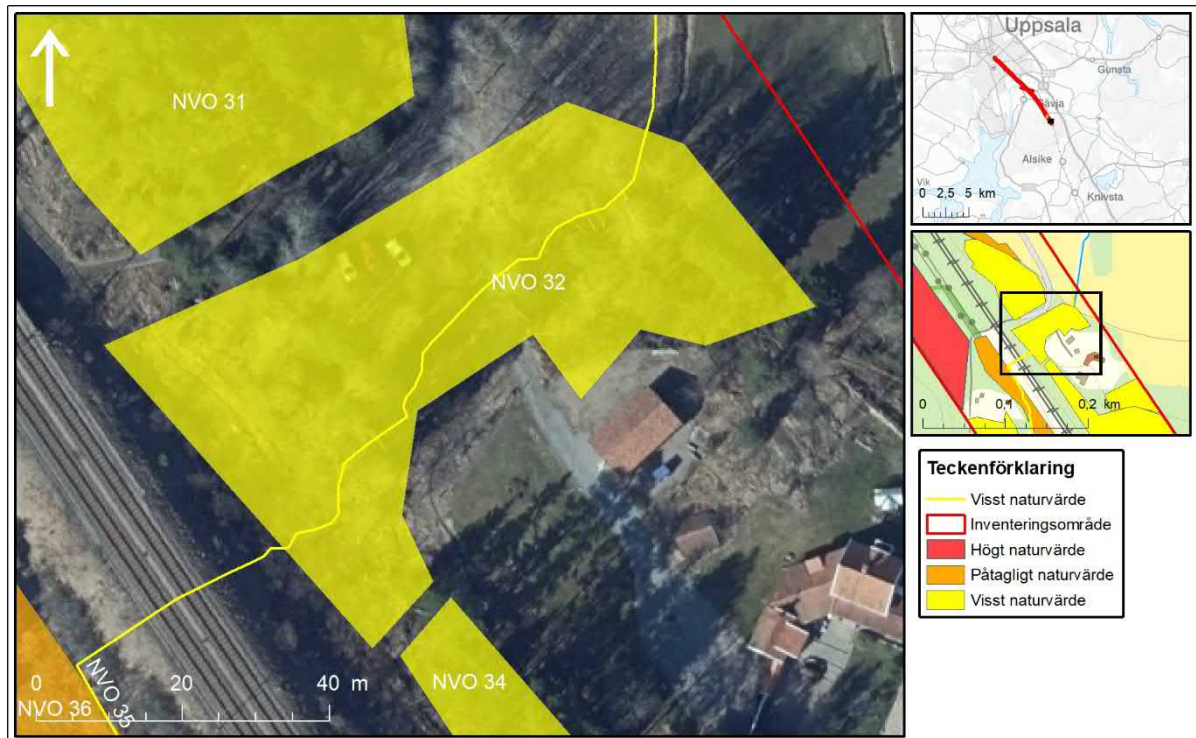 NVO 31
NVO 32
NVO 34
NVO 35
NVO 36
0 20 40 m
Uppsala
Gunsta
Sävja
Alsike
Vik
Knivsta
0 2,5 5 km
0 0,1 0,2 km
Teckenförklaring
Visst naturvärde
Inventeringsområde
Högt naturvärde
Påtagligt naturvärde
Visst naturvärde